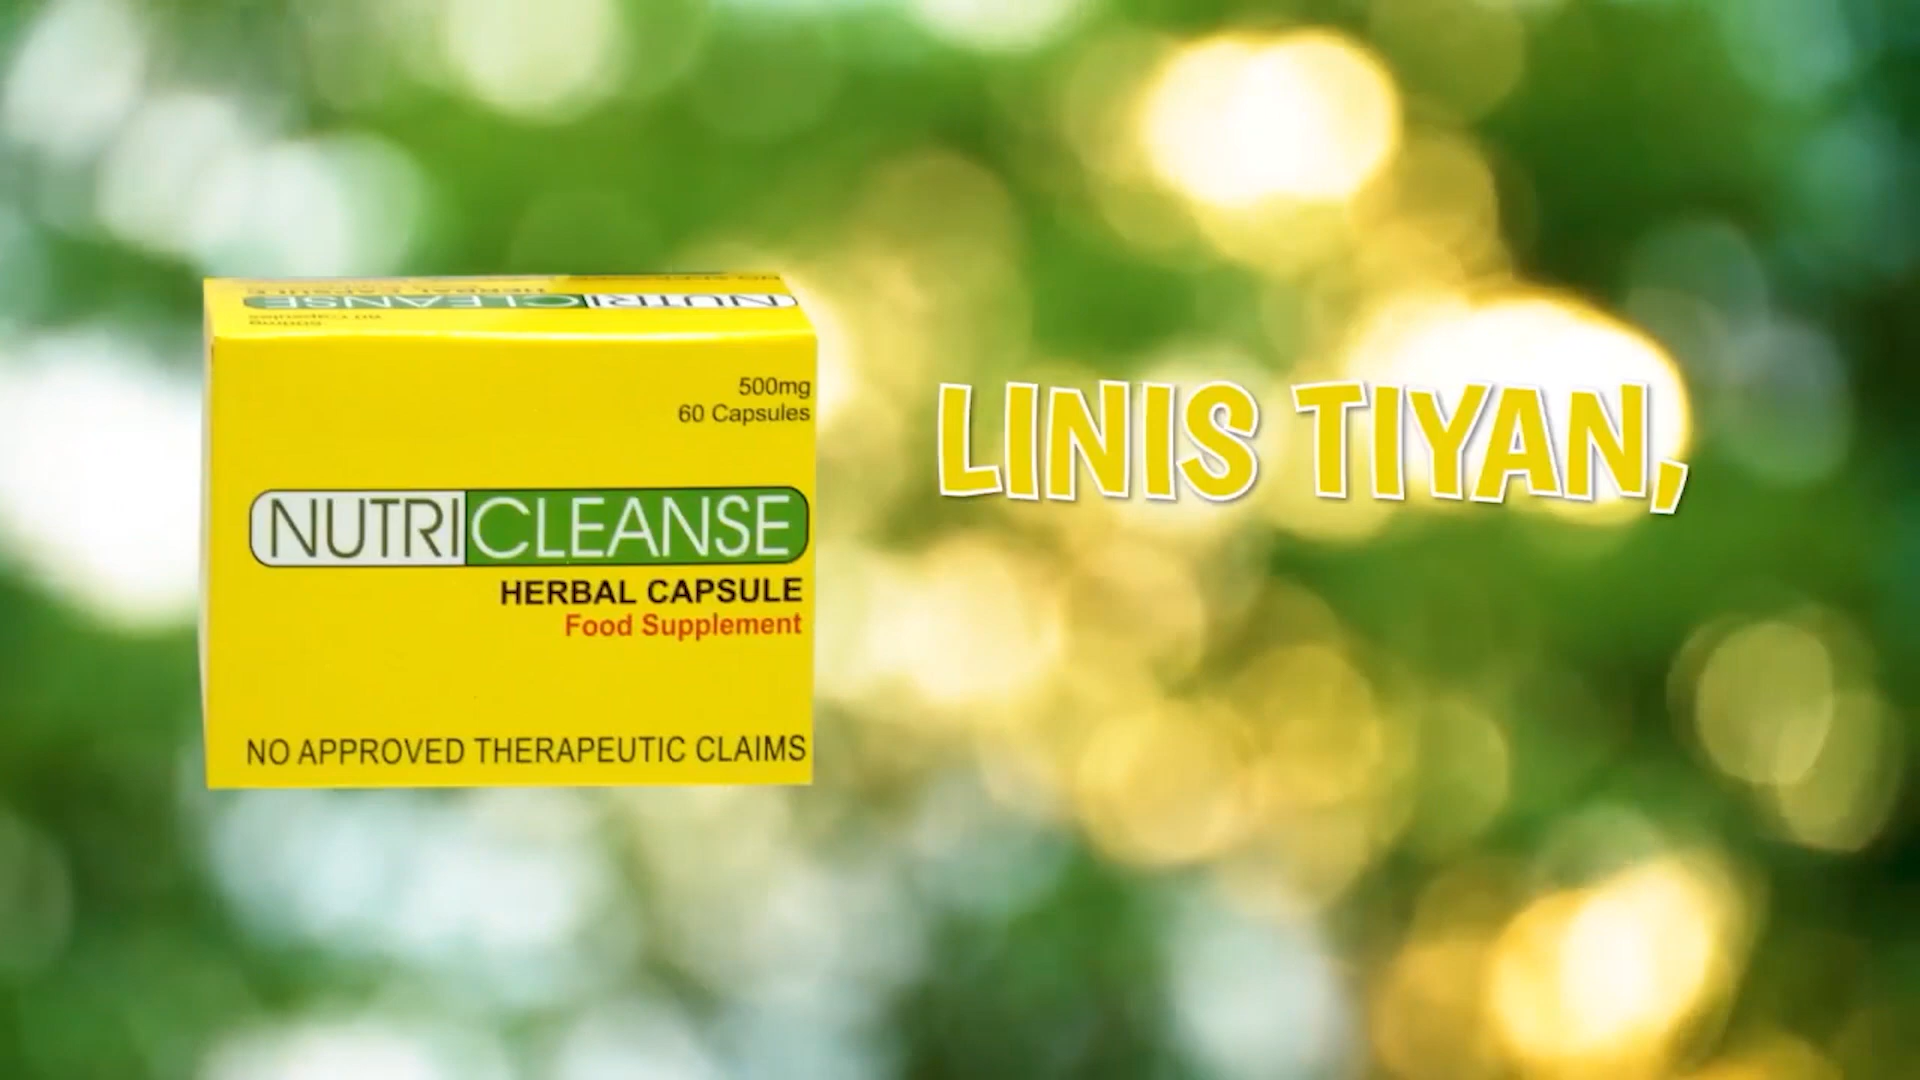 NUTRICLEANSE
500mg
60 Capsules
NUTRICLEANSE
HERBAL CAPSULE
Food Supplement
NO APPROVED THERAPEUTIC CLAIMS
LINIS TIYAN,